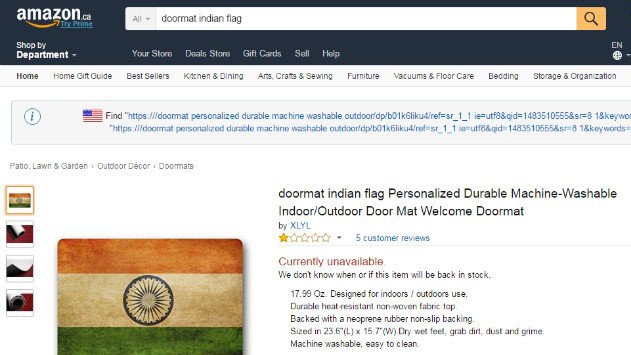 amazon.ca
Try Prime
All
doormat indian flag
Shop by
Department
Your Store Deals Store Gift Cards Sell Help
EN
Home Home Gift Guide Best Sellers Kitchen & Dining Arts, Crafts & Sewing Furniture Vacuums & Floor Care Bedding Storage & Organization
i
Find "https:///doormat personalized durable machine washable outdoor/dp/b01k6liku4/ref=sr_1_1 ie=utf8&qid=1483510555&sr=8 1&keywor
"https:///doormat personalized durable machine washable outdoor/dp/b01k6liku4/ref=sr_1_1 ie=utf8&qid=1483510555&sr=8 1&keywords=
Patio, Lawn & Garden › Outdoor Décor › Doormats
doormat indian flag Personalized Durable Machine-Washable
Indoor/Outdoor Door Mat Welcome Doormat
by XLYL
5 customer reviews
Currently unavailable.
We don't know when or if this item will be back in stock.
17.99 Oz. Designed for indoors / outdoors use.
Durable heat-resistant non-woven fabric top.
Backed with a neoprene rubber non-slip backing.
Sized in 23.6"(L) x 15.7"(W).Dry wet feet, grab dirt, dust and grime.
Machine washable, easy to clean.